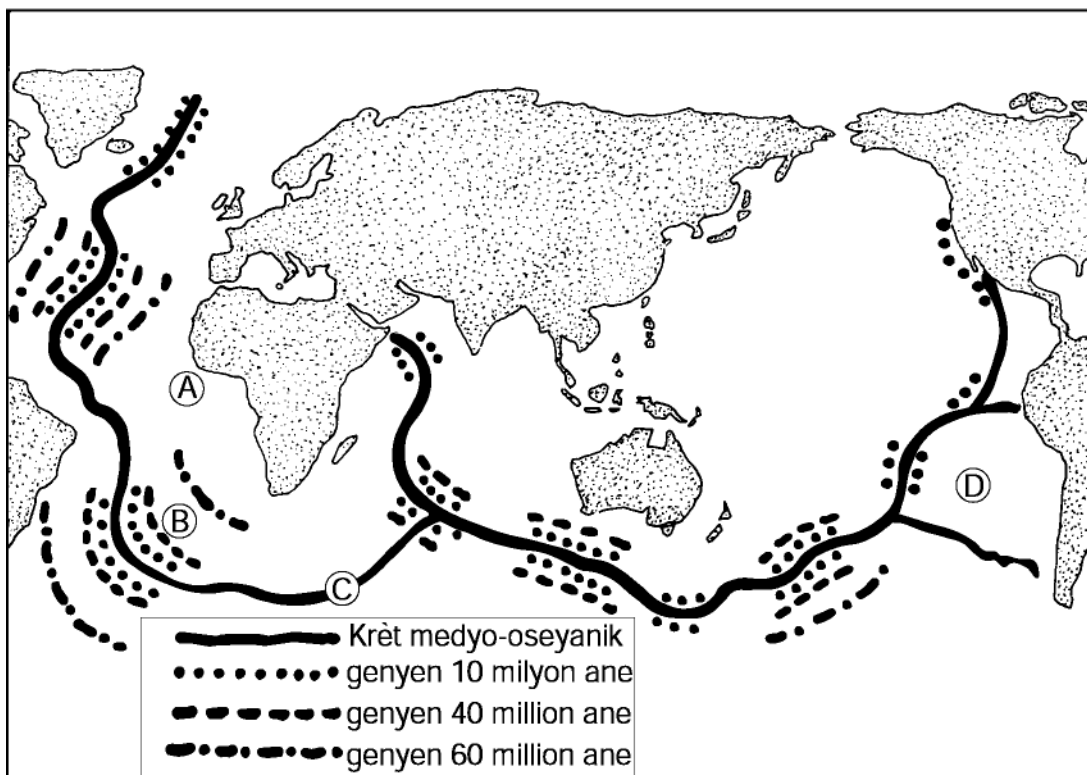 A
B
D
C
Krèt medyo-oseyanik
genyen 10 milyon ane
genyen 40 million ane
genyen 60 million ane